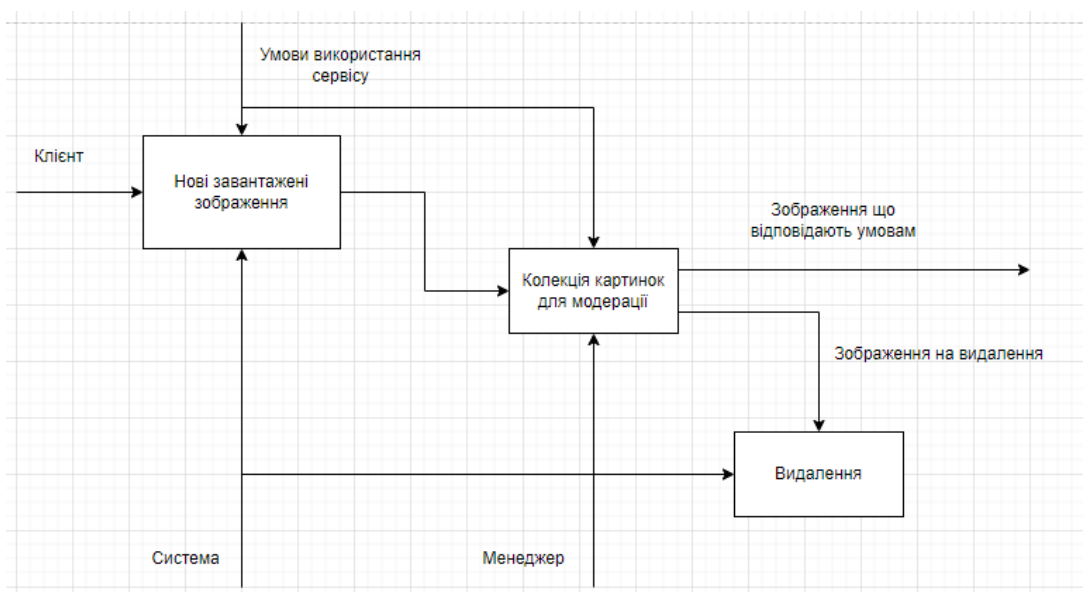 Умови використання
сервісу
Клієнт
Нові завантажені
зображення
Зображення що
відповідають умовам
Колекція картинок
для модерації
Зображення на видалення
Видалення
Система
Менеджер